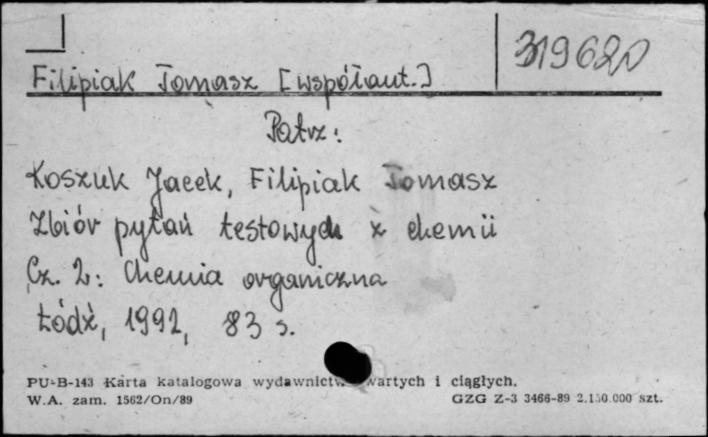 319620
Filipiak Tomasz [współaut.]
Patrz:
Koszuk Jacek, Filipiak Tomasz
Zbiór pytań testowych z chemii
Cz. 2: Chemia organiczna
Łódź, 1992, 83 s.
PU-B-143 Karta katalogowa wydawnictw zwartych i ciągłych.
W.A. zam. 1562/On/89 GZG Z-3 3466-89 2.150.000 szt.